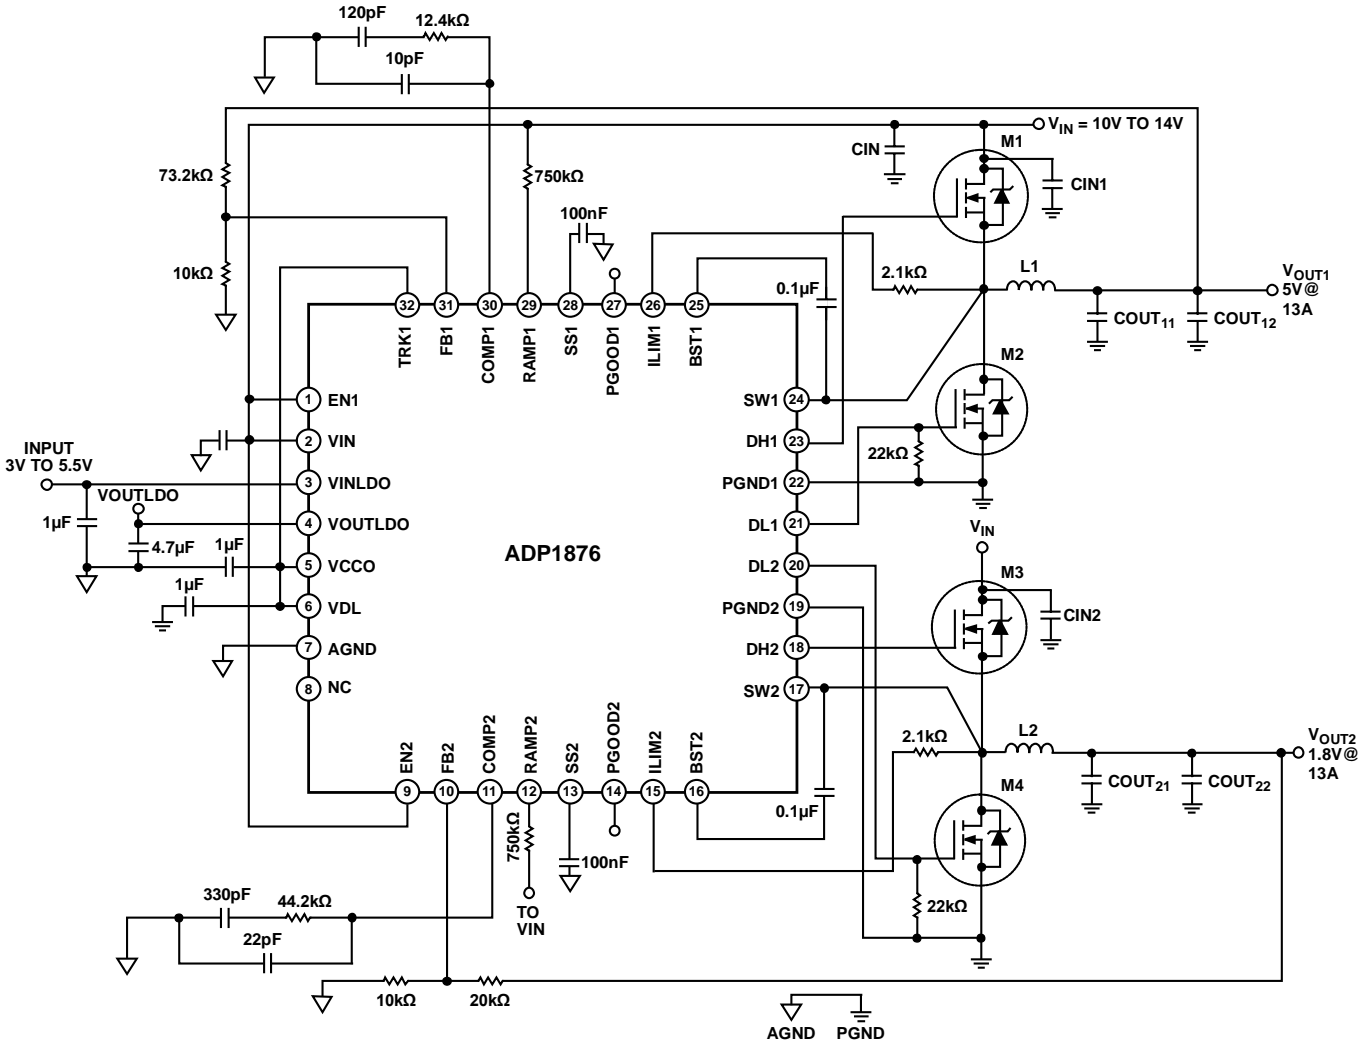 120pF
12.4kΩ
10pF
VIN = 10V TO 14V
M1
CIN
CIN1
73.2kΩ
750kΩ
100nF
10kΩ
0.1µF
2.1kΩ
L1
VOUT1
5V@
13A
COUT11
COUT12
32
31
30
29
28
27
26
25
TRK1
FB1
COMP1
RAMP1
SS1
PGOOD1
ILIM1
BST1
M2
1
EN1
SW1
24
2
VIN
DH1
23
22kΩ
INPUT
3V TO 5.5V
3
VINLDO
PGND1
22
VOUTLDO
1µF
4
VOUTLDO
DL1
21
VIN
4.7µF
1µF
5
VCCO
ADP1876
DL2
20
M3
1µF
6
VDL
PGND2
19
CIN2
7
AGND
DH2
18
8
NC
SW2
17
EN2
FB2
COMP2
RAMP2
SS2
PGOOD2
ILIM2
BST2
2.1kΩ
L2
VOUT2
1.8V@
13A
COUT21
COUT22
9
10
11
12
13
14
15
16
M4
0.1µF
750kΩ
100nF
TO
VIN
22kΩ
330pF
44.2kΩ
22pF
10kΩ
20kΩ
AGND
PGND